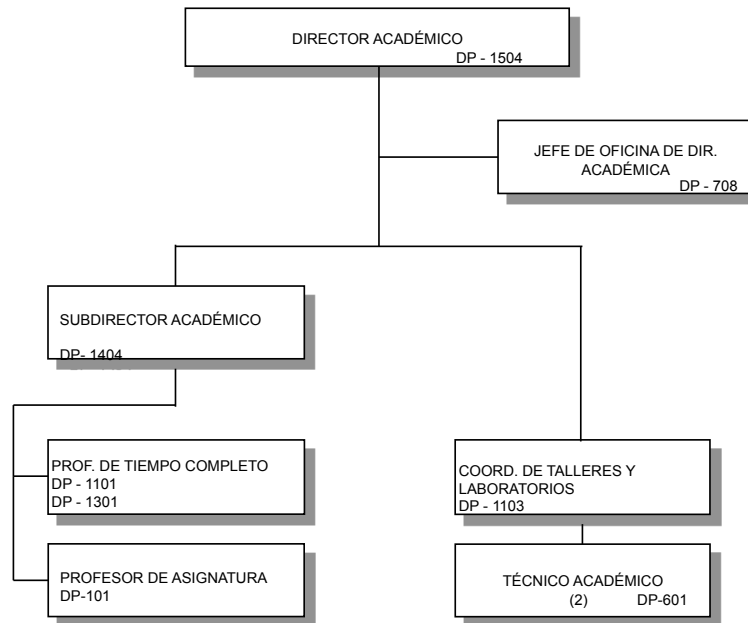 DIRECTOR ACADÉMICO
DP - 1504
JEFE DE OFICINA DE DIR.
ACADÉMICA
DP - 708
SUBDIRECTOR ACADÉMICO
DP- 1404
PROF. DE TIEMPO COMPLETO
DP - 1101
DP - 1301
COORD. DE TALLERES Y
LABORATORIOS
DP - 1103
PROFESOR DE ASIGNATURA
DP-101
TÉCNICO ACADÉMICO
(2) DP-601